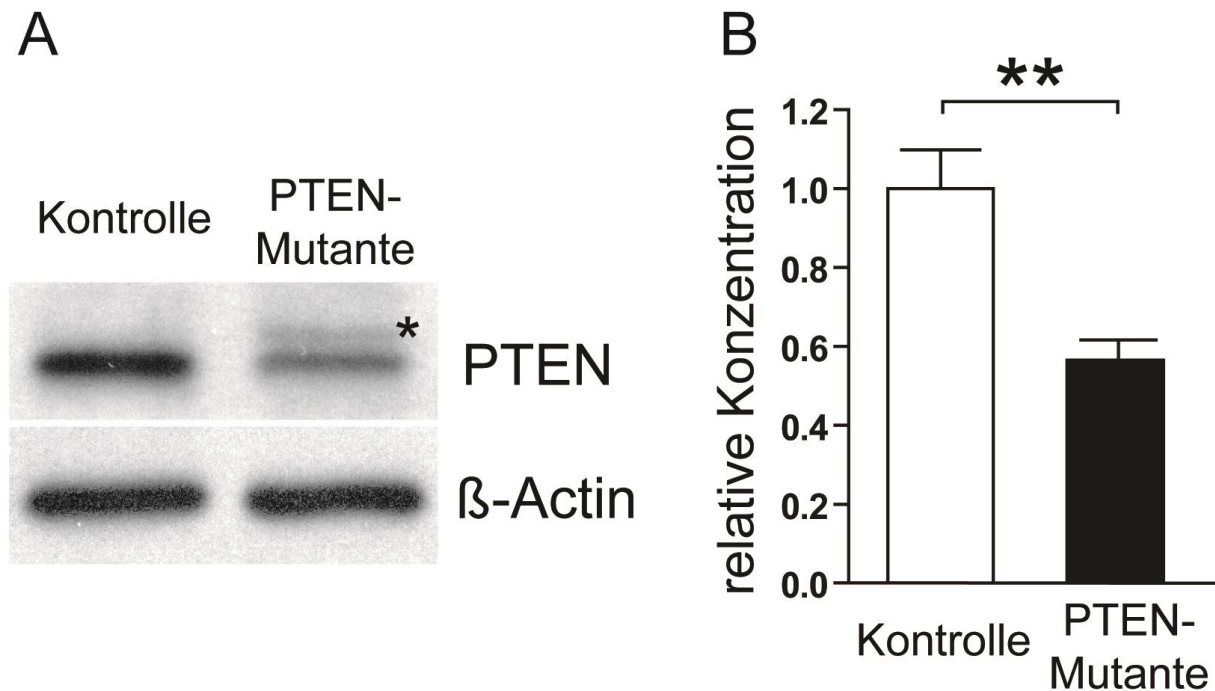 A
Kontrolle
PTEN-
Mutante
*
PTEN
ß-Actin
B
**
relative Konzentration
1.2
1.0
0.8
0.6
0.4
0.2
0.0
Kontrolle
PTEN-
Mutante